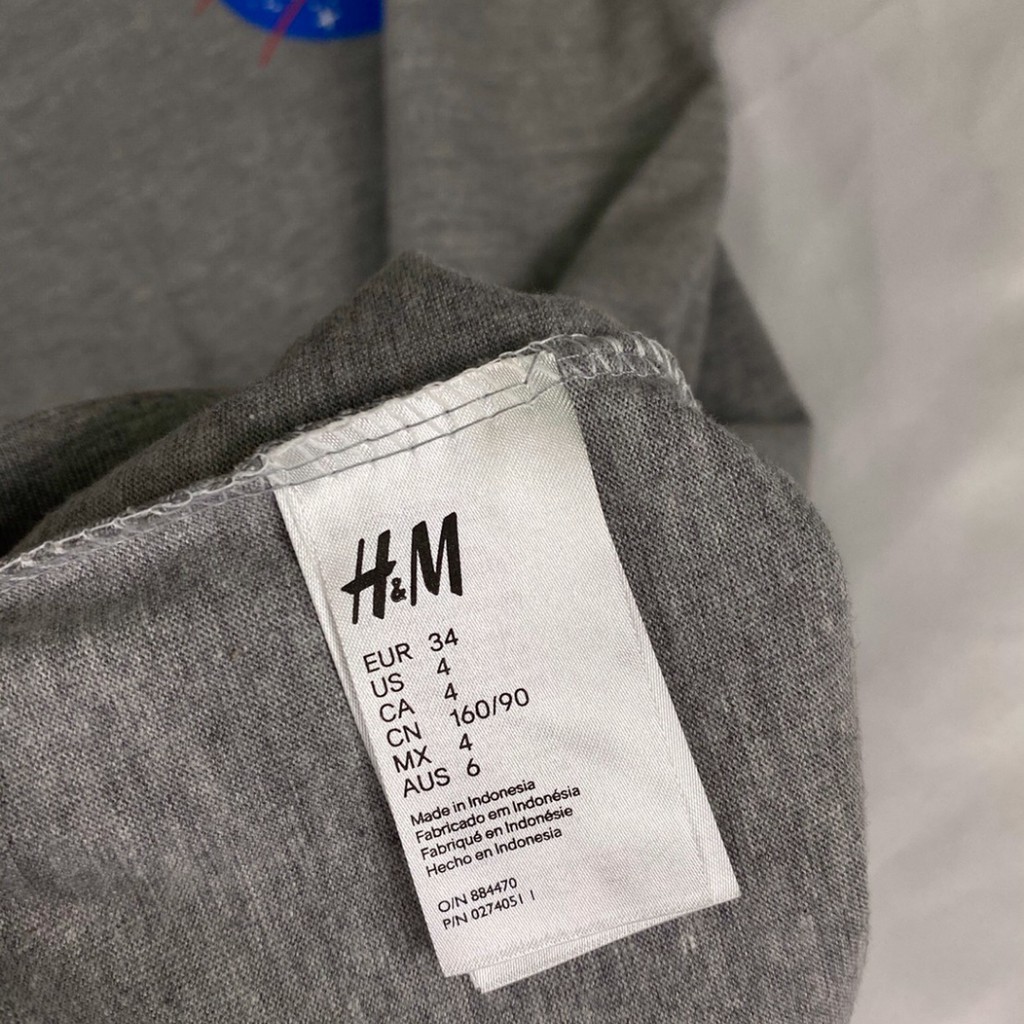 H&M
EUR 34
US 4
CA 4
CN 160/90
MX 4
AUS 6
Made in Indonesia
Fabricado em Indonésia
Fabriqué en Indonésie
Hecho en Indonesia
O/N 884470
P/N 0274051 1